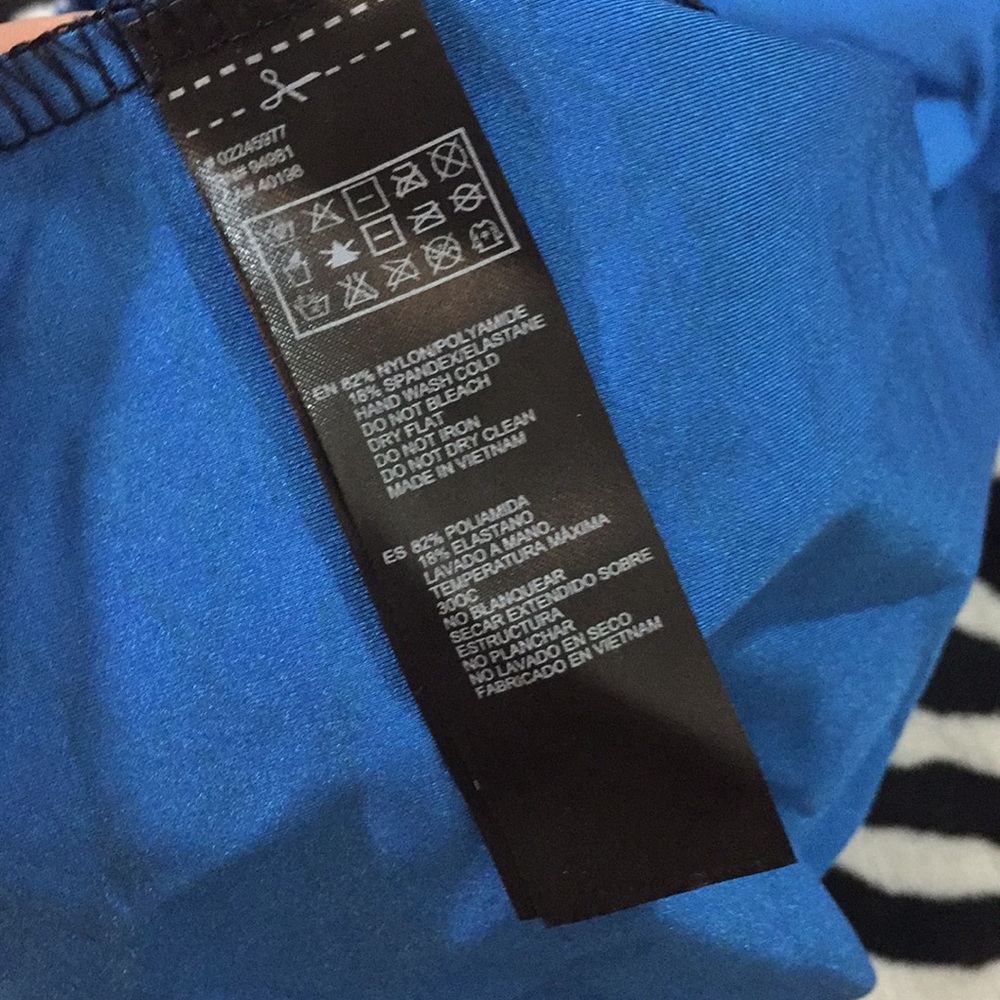 # 02245977
# 94981
# 40198
EN 82% NYLON/POLYAMIDE
18% SPANDEX/ELASTANE
HAND WASH COLD
DO NOT BLEACH
DRY FLAT
DO NOT IRON
DO NOT DRY CLEAN
MADE IN VIETNAM
ES 82% POLIAMIDA
18% ELASTANO
LAVADO A MANO.
TEMPERATURA MÁXIMA
30OC
NO BLANQUEAR
SECAR EXTENDIDO SOBRE
ESTRUCTURA
NO PLANCHAR
NO LAVADO EN SECO
FABRICADO EN VIETNAM